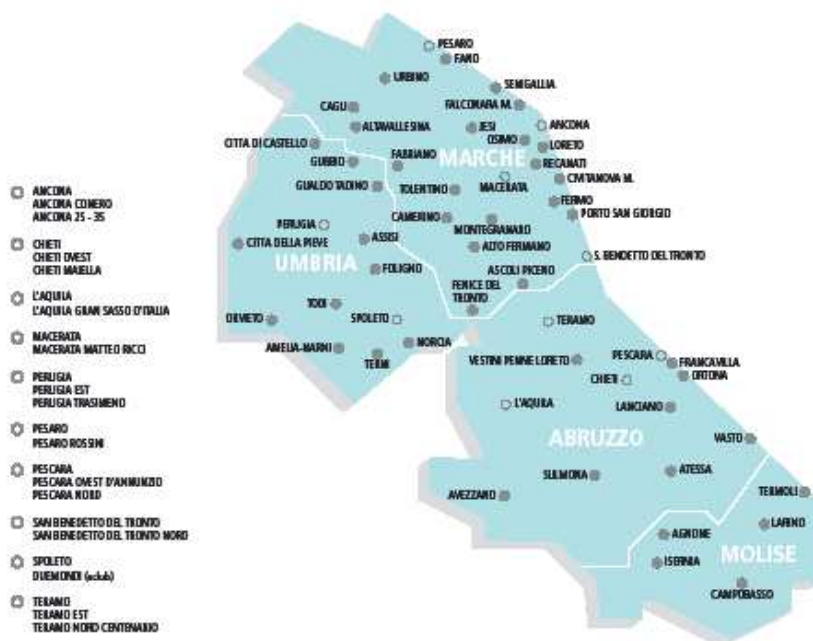 ANCONA
ANCONA CONERO
ANCONA 25 - 35
CHIETI
CHIETI OVEST
CHIETI MAIELLA
L'AQUILA
L'AQUILA GRAN SASSO D'ITALIA
MACERATA
MACERATA MATTEO RICCI
PERUGIA
PERUGIA EST
PERUGIA TRASIMENO
PESARO
PESARO ROSSINI
PESCARA
PESCARA OVEST D'ANNUNZIO
PESCARA NORD
SAN BENEDETTO DEL TRONTO
SAN BENEDETTO DEL TRONTO NORD
SPOLETO
DUEMONDI (eclub)
TERAMO
TERAMO EST
TERAMO NORD CENTENARIO
PESARO
FANO
URBINO
SENIGALLIA
CAGLI
FALCONARA M.
ALTAVALLESINA
JESI
ANCONA
OSIMO
CITTA DI CASTELLO
LORETO
MARCHE
GUBBIO
FABRIANO
RECANATI
GUALDO TADINO
TOLENTINO
MACERATA
CIVITANOVA M.
FERMO
CAMERINO
PORTO SAN GIORGIO
PERUGIA
MONTEGRANARO
ASSISI
CITTA DELLA PIEVE
ALTO FERMANO
S. BENDETTO DEL TRONTO
UMBRIA
FOLIGNO
ASCOLI PICENO
FENICE DEL
TRONTO
TODI
ORVIETO
SPOLETO
TERAMO
AMELIA-NARNI
NORCIA
TERNI
VESTINI PENNE LORETO
PESCARA
FRANCAVILLA
CHIETI
ORTONA
L'AQUILA
LANCIANO
ABRUZZO
VASTO
SULMONA
ATESSA
AVEZZANO
TERMOLI
LARINO
AGNONE
MOLISE
ISERNIA
CAMPOBASSO